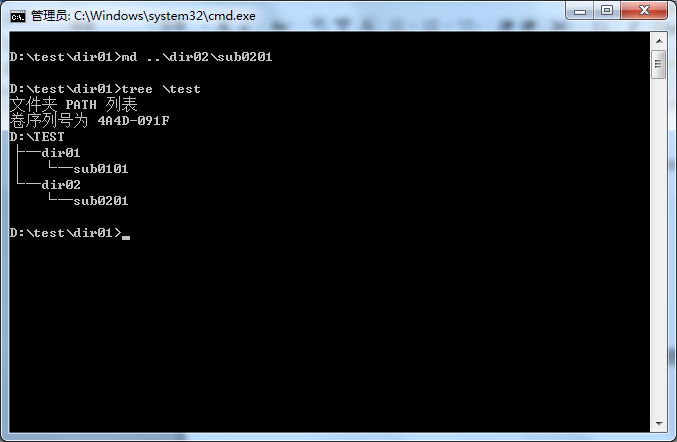 管理员: C:\Windows\system32\cmd.exe
D:\test\dir01>md ..\dir02\sub0201
D:\test\dir01>tree \test
文件夹 PATH 列表
卷序列号为 4A4D-091F
D:\TEST
├─dir01
│  └─sub0101
└─dir02
    └─sub0201
D:\test\dir01>